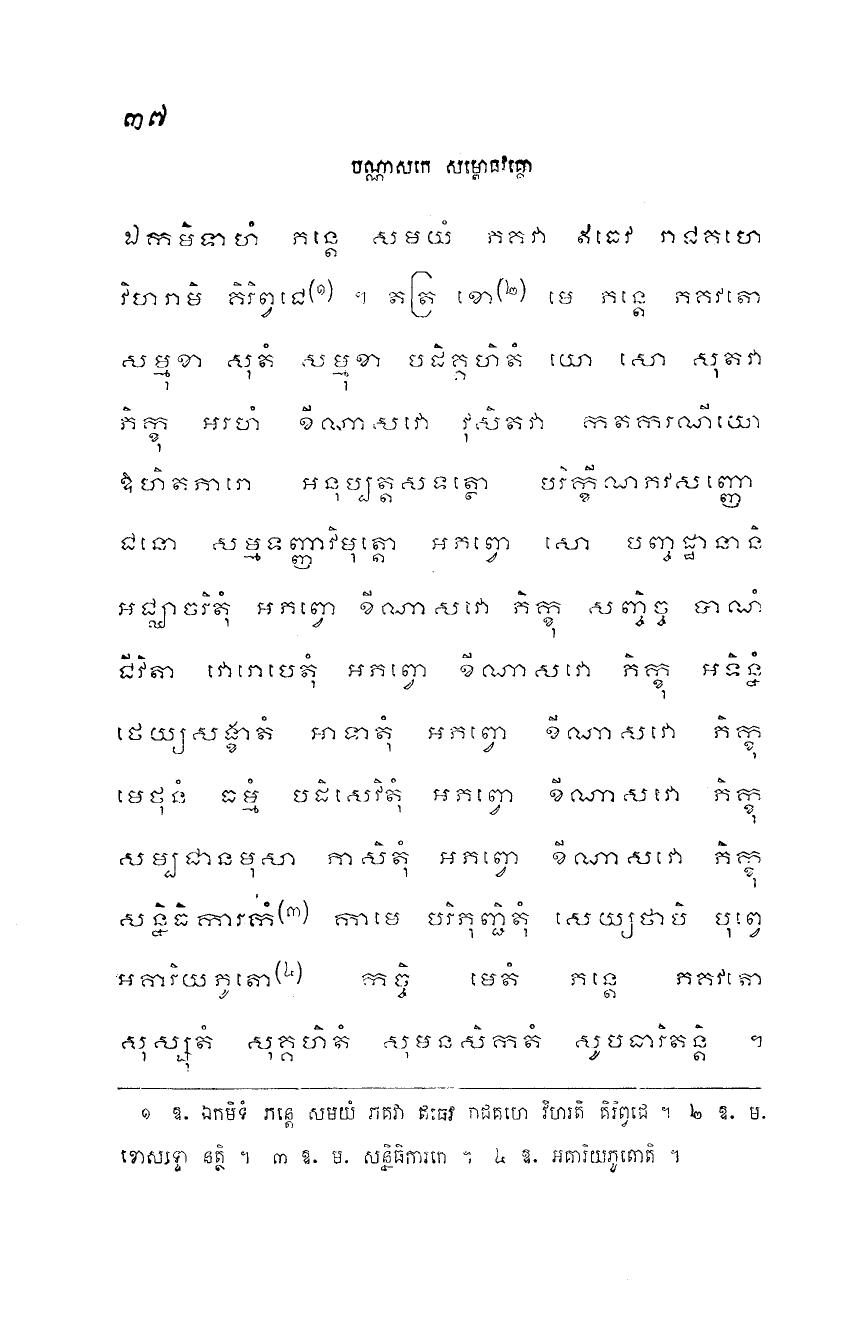 ៣៧
បណ្ណាសកេ សម្ពោធវគ្គោ
ឯកមិទាហំ ភន្តេ សមយំ ភគវា ឥធេវ រាជគហេ
វិហរាមិ គិរិព្វជេ(១) ។ តត្រ ខោ(២) មេ ភន្តេ ភគវតោ
សម្មុខា សុតំ សម្មុខា បដិគ្គហិតំ យោ សោ សុតវា
ភិក្ខុ អរហំ ខីណាសវោ វុសិតវា កតករណីយោ
ឱហិតភារោ អនុប្បត្តសទត្ថោ បរិក្ខីណភវសញ្ញោ
ជនោ សម្មទញ្ញាវិមុត្តោ អភព្វោ សោ បញ្ចដ្ឋានានិ
អជ្ឈាចរិតុំ អភព្វោ ខីណាសវោ ភិក្ខុ សញ្ចិច្ច បាណំ
ជីវិតា វោរោបេតុំ អភព្វោ ខីណាសវោ ភិក្ខុ អទិន្នំ
ថេយ្យសង្ខាតំ អាទាតុំ អភព្វោ ខីណាសវោ ភិក្ខុ
មេថុនំ ធម្មំ បដិសេវិតុំ អភព្វោ ខីណាសវោ ភិក្ខុ
សម្បជានមុសា ភាសិតុំ អភព្វោ ខីណាសវោ ភិក្ខុ
សន្និធិការកំ(៣) កាមេ បរិភុញ្ជិតុំ សេយ្យថាបិ បុព្វេ
អគារិយភូតោ(៤) កច្ចិ មេតំ ភន្តេ ភគវតោ
សុស្សុតំ សុគ្គហិតំ សុមនសិកតំ សូបធារិតន្តិ ។
១ ឱ. ឯកមិទំ ភន្តេ សមយំ ភគវា ឥធេវ រាជគហេ វិហរតិ គិរិព្វជេ ។ ២ ឱ. ម.
ខោសទ្ទោ នត្ថិ ។ ៣ ឱ. ម. សន្និធិការកេ ។ ៤ ឱ. អគារិយភូតោតិ ។